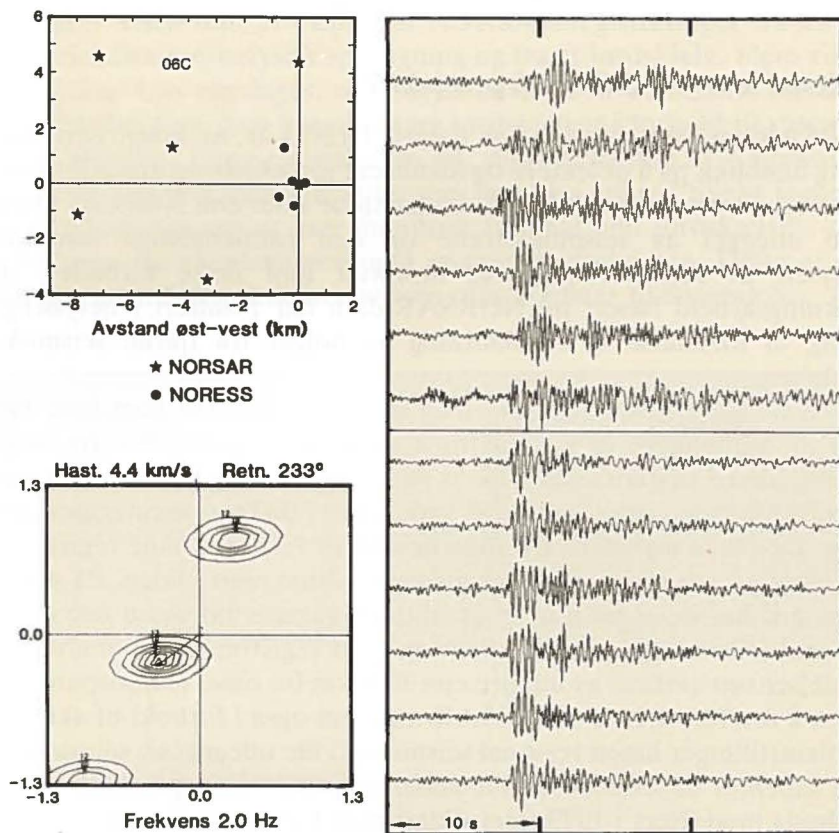 6
4
2
0
−2
−4
06C
−8 −6 −4 −2 0 2
Avstand øst-vest (km)
★ NORSAR
● NORESS
Hast. 4.4 km/s Retn. 233°
1.3
0.0
−1.3
−1.3 0.0 1.3
Frekvens 2.0 Hz
10 s